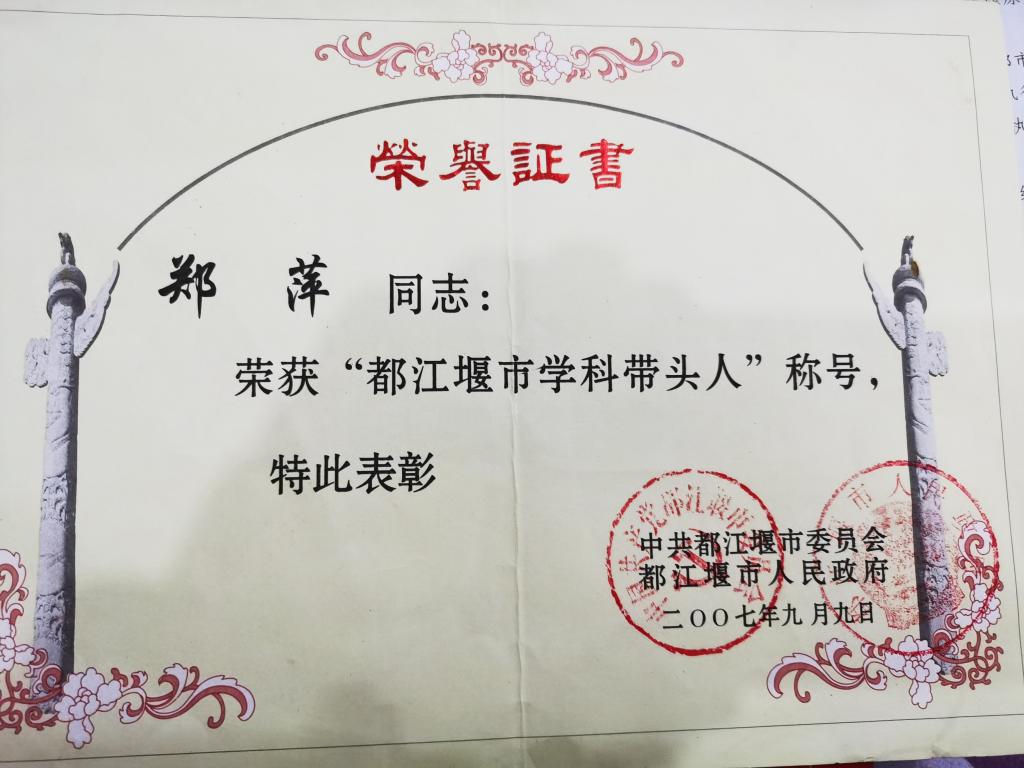 榮譽証書
郑 萍 同志：
荣获“都江堰市学科带头人”称号，
特此表彰
中共都江堰市委员会
都江堰市人民政府
二〇〇七年九月九日